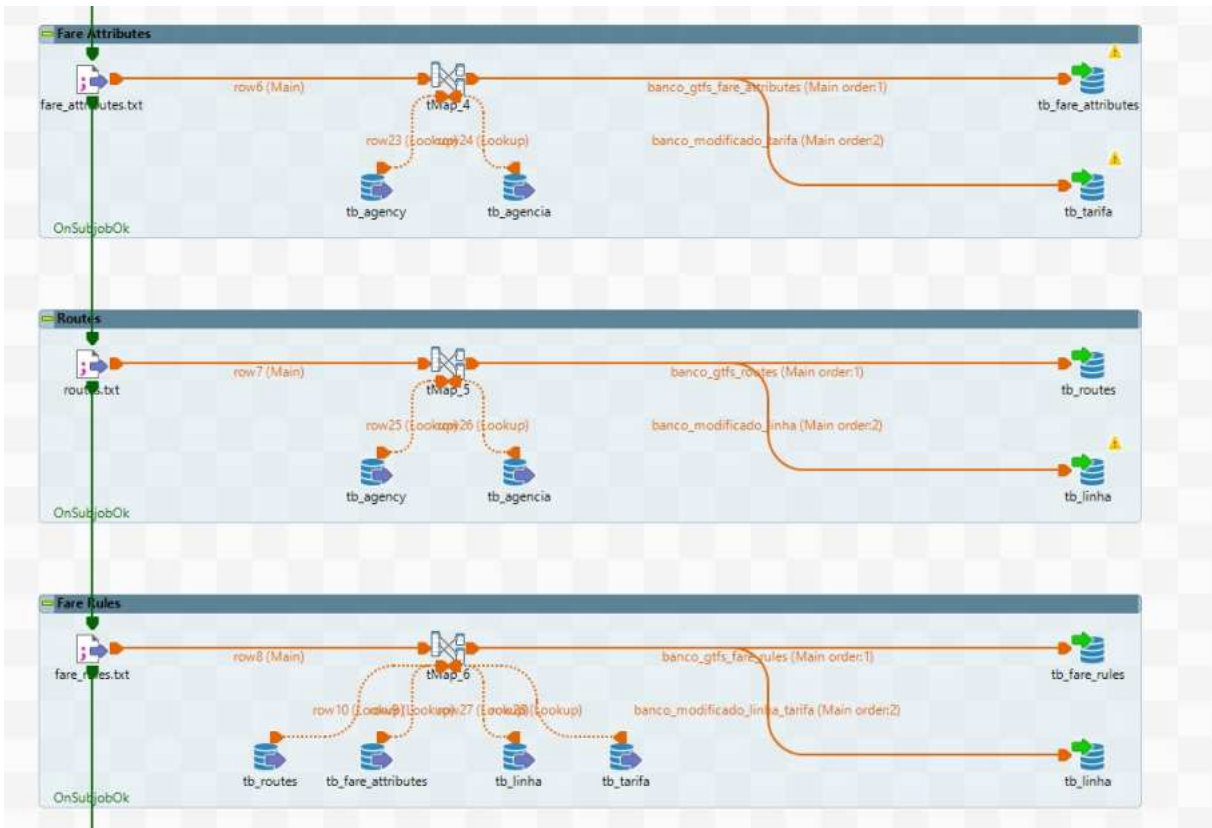 Fare Attributes
row6 (Main)
banco_gtfs_fare_attributes (Main order:1)
fare_attributes.txt
tMap_4
tb_fare_attributes
row23 (Lookup)
row24 (Lookup)
banco_modificado_tarifa (Main order:2)
tb_agency
tb_agencia
tb_tarifa
OnSubjobOk
Routes
row7 (Main)
banco_gtfs_routes (Main order:1)
routes.txt
tMap_5
tb_routes
row25 (Lookup)
row26 (Lookup)
banco_modificado_linha (Main order:2)
tb_agency
tb_agencia
tb_linha
OnSubjobOk
Fare Rules
row8 (Main)
banco_gtfs_fare_rules (Main order:1)
fare_rules.txt
tMap_6
tb_fare_rules
row10 (Lookup)
(Lookup)
row27 (Lookup)
(Lookup)
banco_modificado_linha_tarifa (Main order:2)
tb_routes
tb_fare_attributes
tb_linha
tb_tarifa
tb_linha
OnSubjobOk